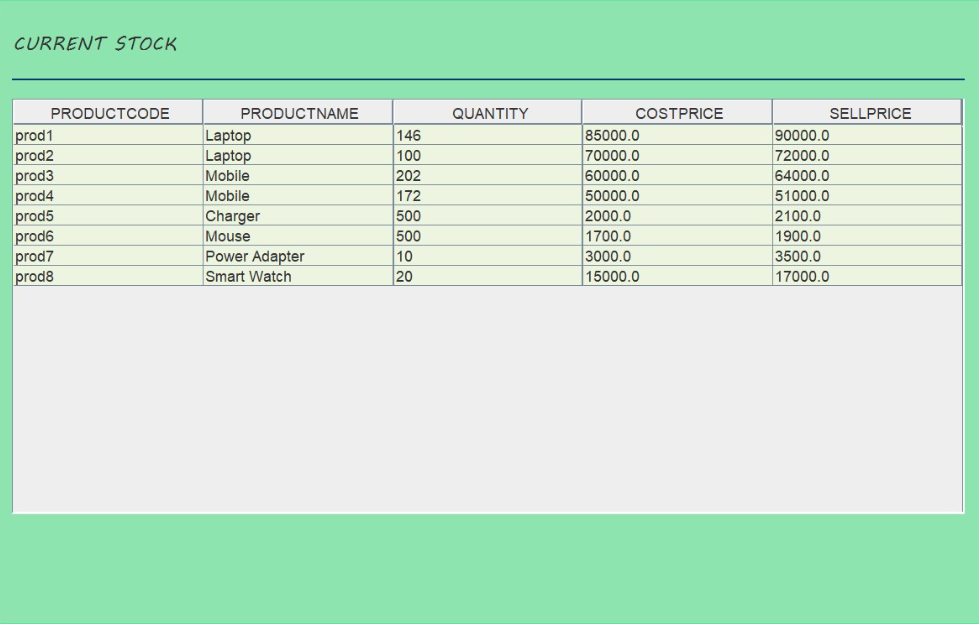 CURRENT STOCK
PRODUCTCODE PRODUCTNAME QUANTITY COSTPRICE SELLPRICE
prod1 Laptop 146 85000.0 90000.0
prod2 Laptop 100 70000.0 72000.0
prod3 Mobile 202 60000.0 64000.0
prod4 Mobile 172 50000.0 51000.0
prod5 Charger 500 2000.0 2100.0
prod6 Mouse 500 1700.0 1900.0
prod7 Power Adapter 10 3000.0 3500.0
prod8 Smart Watch 20 15000.0 17000.0